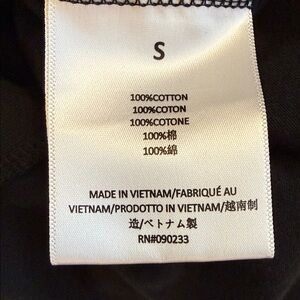 S
100%COTTON
100%COTON
100%COTONE
100%棉
100%綿
MADE IN VIETNAM/FABRIQUÉ AU
VIETNAM/PRODOTTO IN VIETNAM/越南制
造/ベトナム製
RN#090233